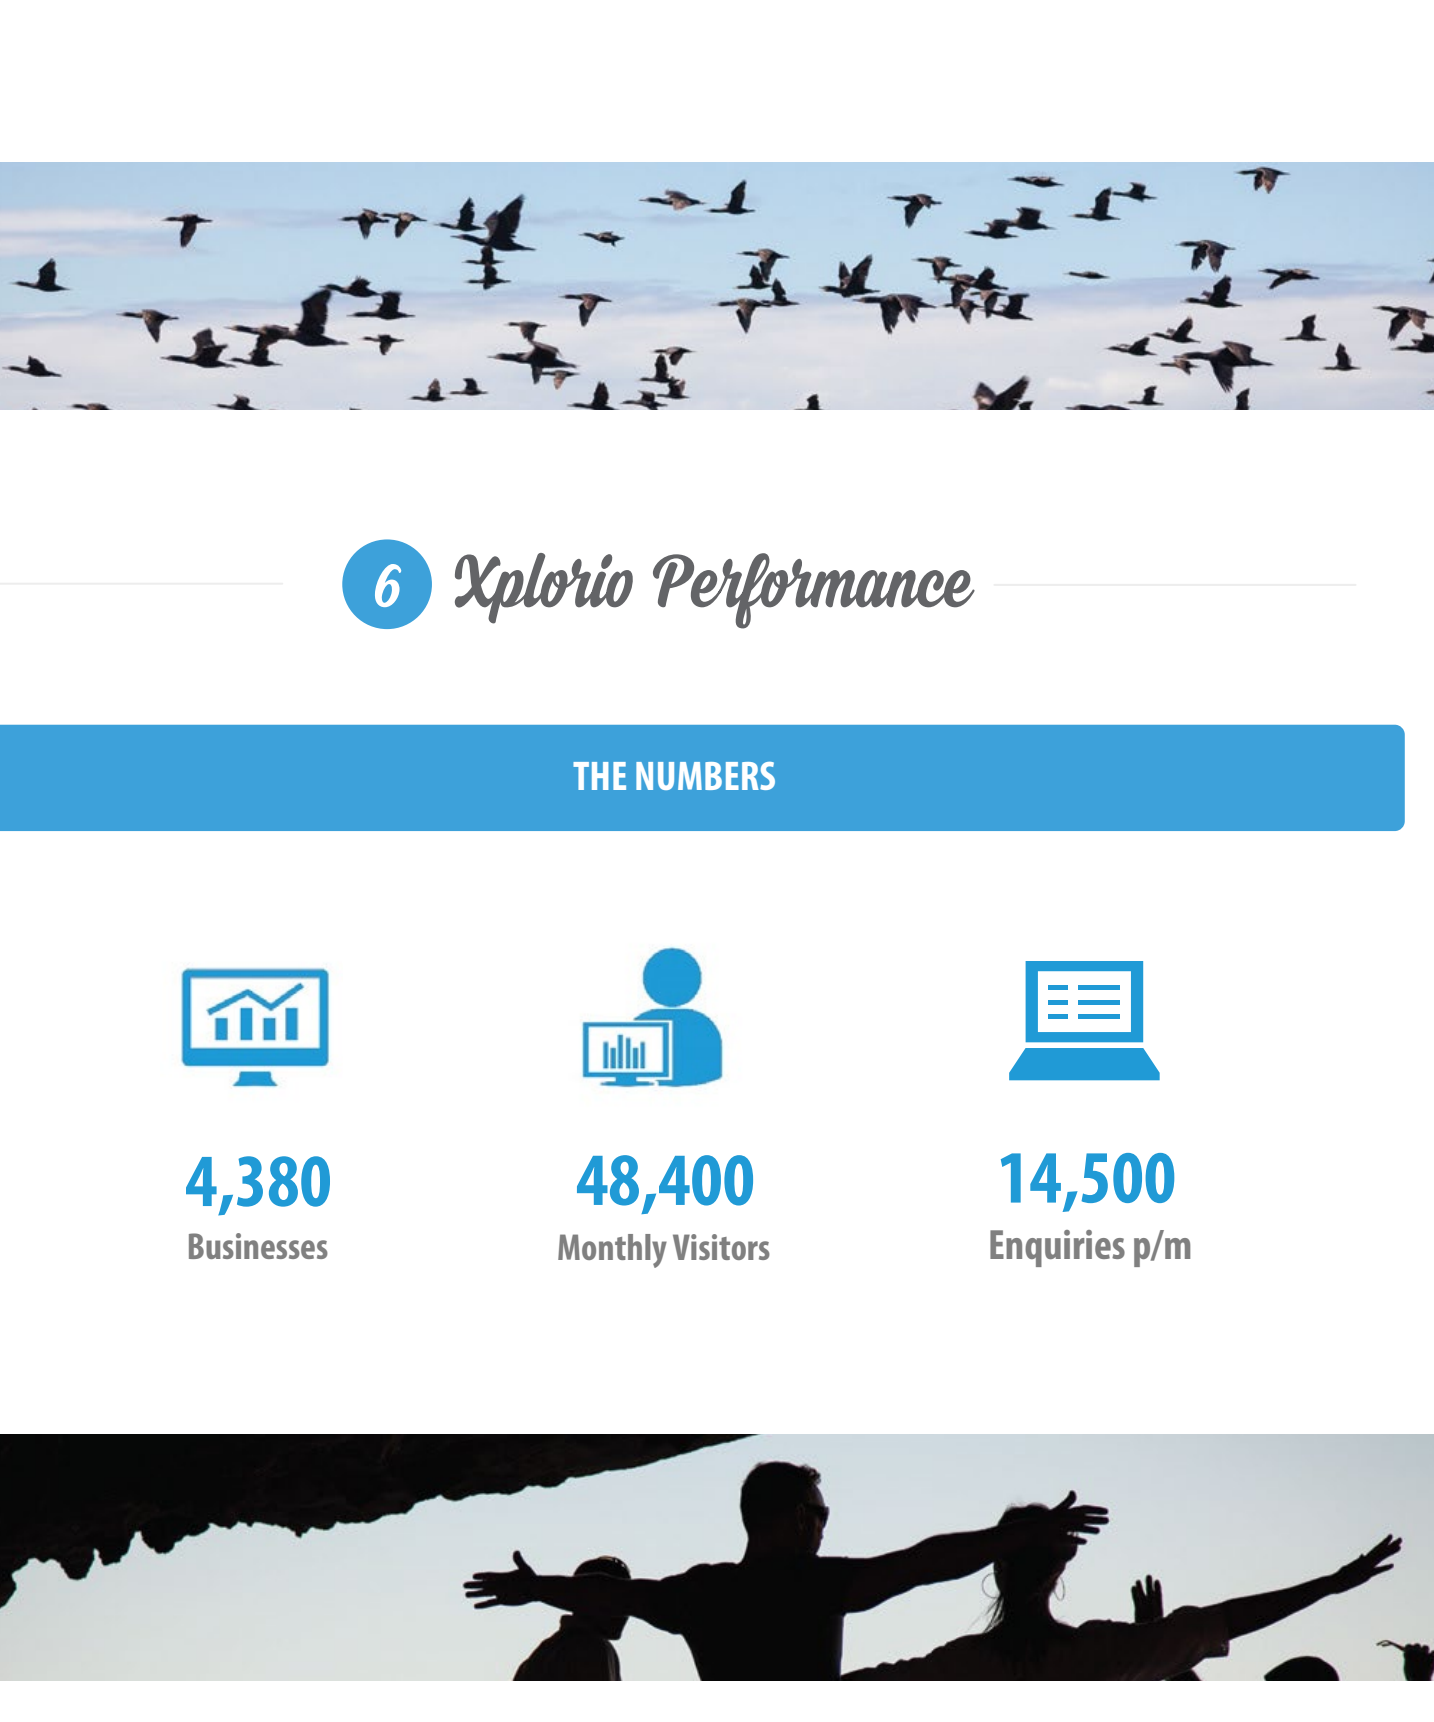 6 Xplorio Performance
THE NUMBERS
4,380
Businesses
48,400
Monthly Visitors
14,500
Enquiries p/m